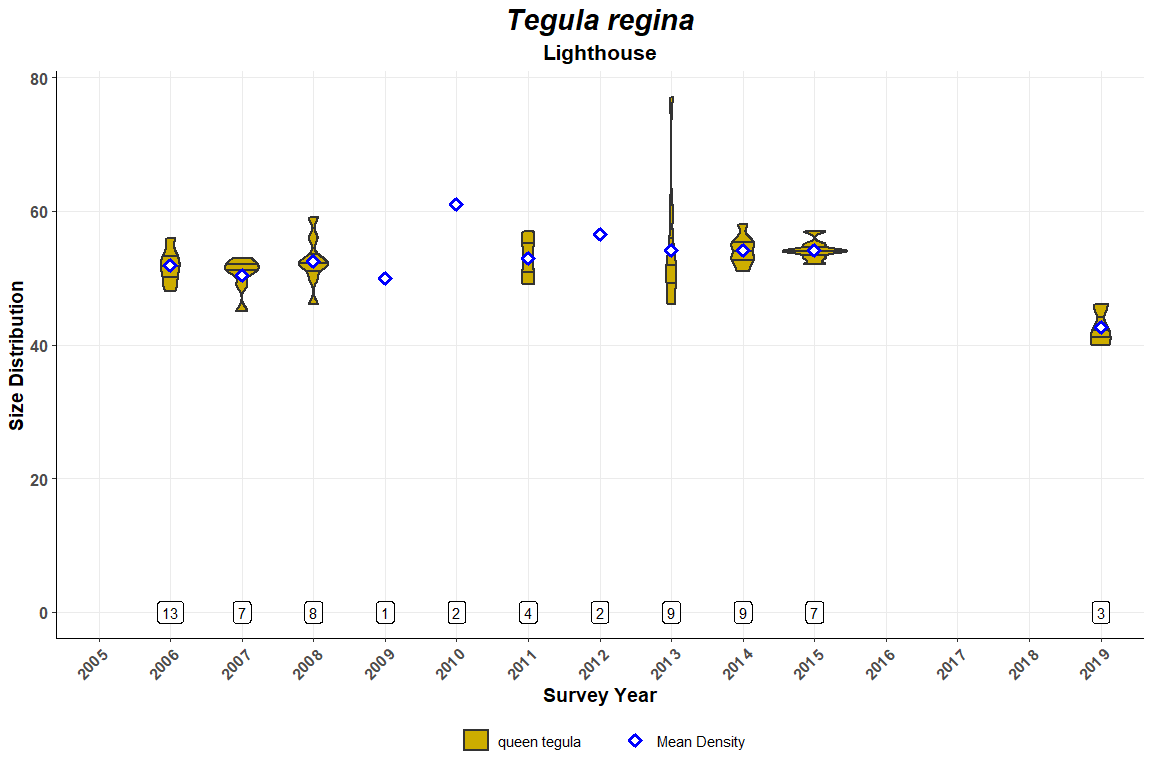 Tegula regina
Lighthouse
Size Distribution
80
60
40
20
0
13 7 8 1 2 4 2 9 9 7 3
2005 2006 2007 2008 2009 2010 2011 2012 2013 2014 2015 2016 2017 2018 2019
Survey Year
queen tegula Mean Density